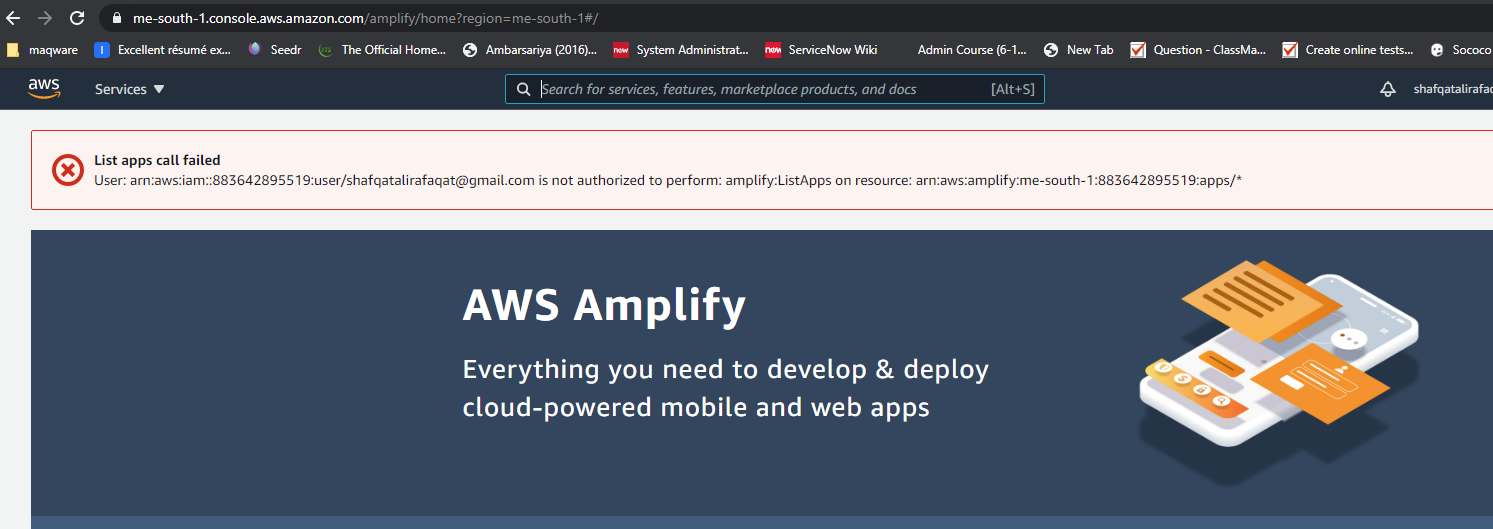 me-south-1.console.aws.amazon.com/amplify/home?region=me-south-1#/
maqware Excellent résumé ex... Seedr The Official Home... Ambarsariya (2016)... System Administrat... ServiceNow Wiki Admin Course (6-1... New Tab Question - ClassMa... Create online tests... Sococo
aws Services Search for services, features, marketplace products, and docs [Alt+S] shafqatalirafaq
List apps call failed
User: arn:aws:iam::883642895519:user/shafqatalirafaqat@gmail.com is not authorized to perform: amplify:ListApps on resource: arn:aws:amplify:me-south-1:883642895519:apps/*
AWS Amplify
Everything you need to develop & deploy
cloud-powered mobile and web apps